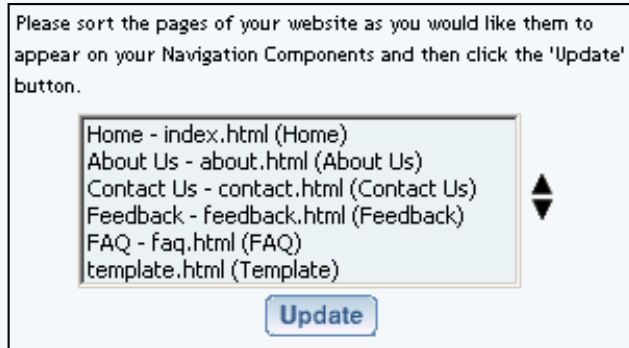 Please sort the pages of your website as you would like them to
appear on your Navigation Components and then click the 'Update'
button.
Home - index.html (Home)
About Us - about.html (About Us)
Contact Us - contact.html (Contact Us)
Feedback - feedback.html (Feedback)
FAQ - faq.html (FAQ)
template.html (Template)
Update